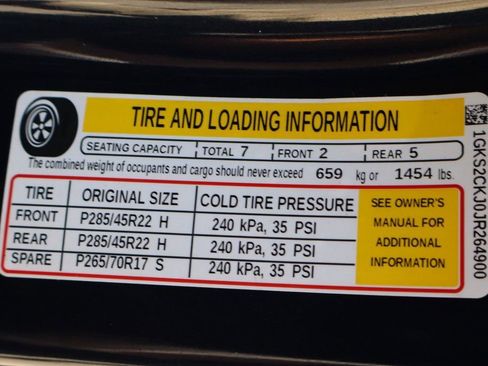 TIRE AND LOADING INFORMATION
SEATING CAPACITY TOTAL 7 FRONT 2 REAR 5
The combined weight of occupants and cargo should never exceed 659 kg or 1454 lbs.
TIRE ORIGINAL SIZE COLD TIRE PRESSURE
FRONT P285/45R22 H 240 kPa, 35 PSI
REAR P285/45R22 H 240 kPa, 35 PSI
SPARE P265/70R17 S 240 kPa, 35 PSI
SEE OWNER'S
MANUAL FOR
ADDITIONAL
INFORMATION
1GKS2CKJ0JR264900